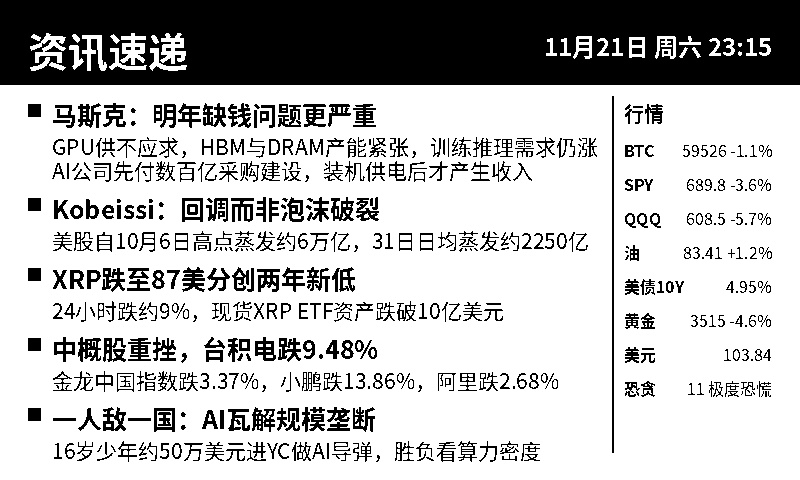 资讯速递
11月21日 周六 23:15
马斯克：明年缺钱问题更严重
GPU供不应求，HBM与DRAM产能紧张，训练推理需求仍涨
AI公司先付数百亿采购建设，装机供电后才产生收入
Kobeissi：回调而非泡沫破裂
美股自10月6日高点蒸发约6万亿，31日日均蒸发约2250亿
XRP跌至87美分创两年新低
24小时跌约9%，现货XRP ETF资产跌破10亿美元
中概股重挫，台积电跌9.48%
金龙中国指数跌3.37%，小鹏跌13.86%，阿里跌2.68%
一人敌一国：AI瓦解规模垄断
16岁少年约50万美元进YC做AI导弹，胜负看算力密度
行情
BTC 59526 -1.1%
SPY 689.8 -3.6%
QQQ 608.5 -5.7%
油 83.41 +1.2%
美债10Y 4.95%
黄金 3515 -4.6%
美元 103.84
恐贪 11 极度恐慌